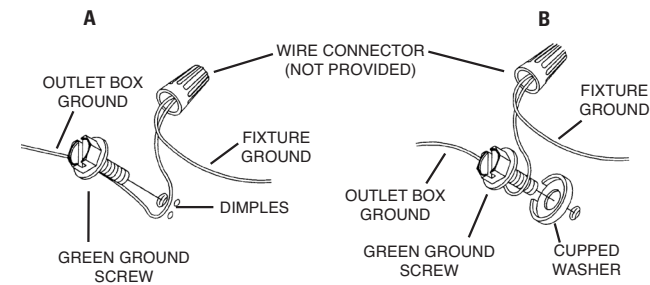 A
B
WIRE CONNECTOR
(NOT PROVIDED)
OUTLET BOX
GROUND
FIXTURE
GROUND
DIMPLES
GREEN GROUND
SCREW
FIXTURE
GROUND
OUTLET BOX
GROUND
GREEN GROUND
SCREW
CUPPED
WASHER